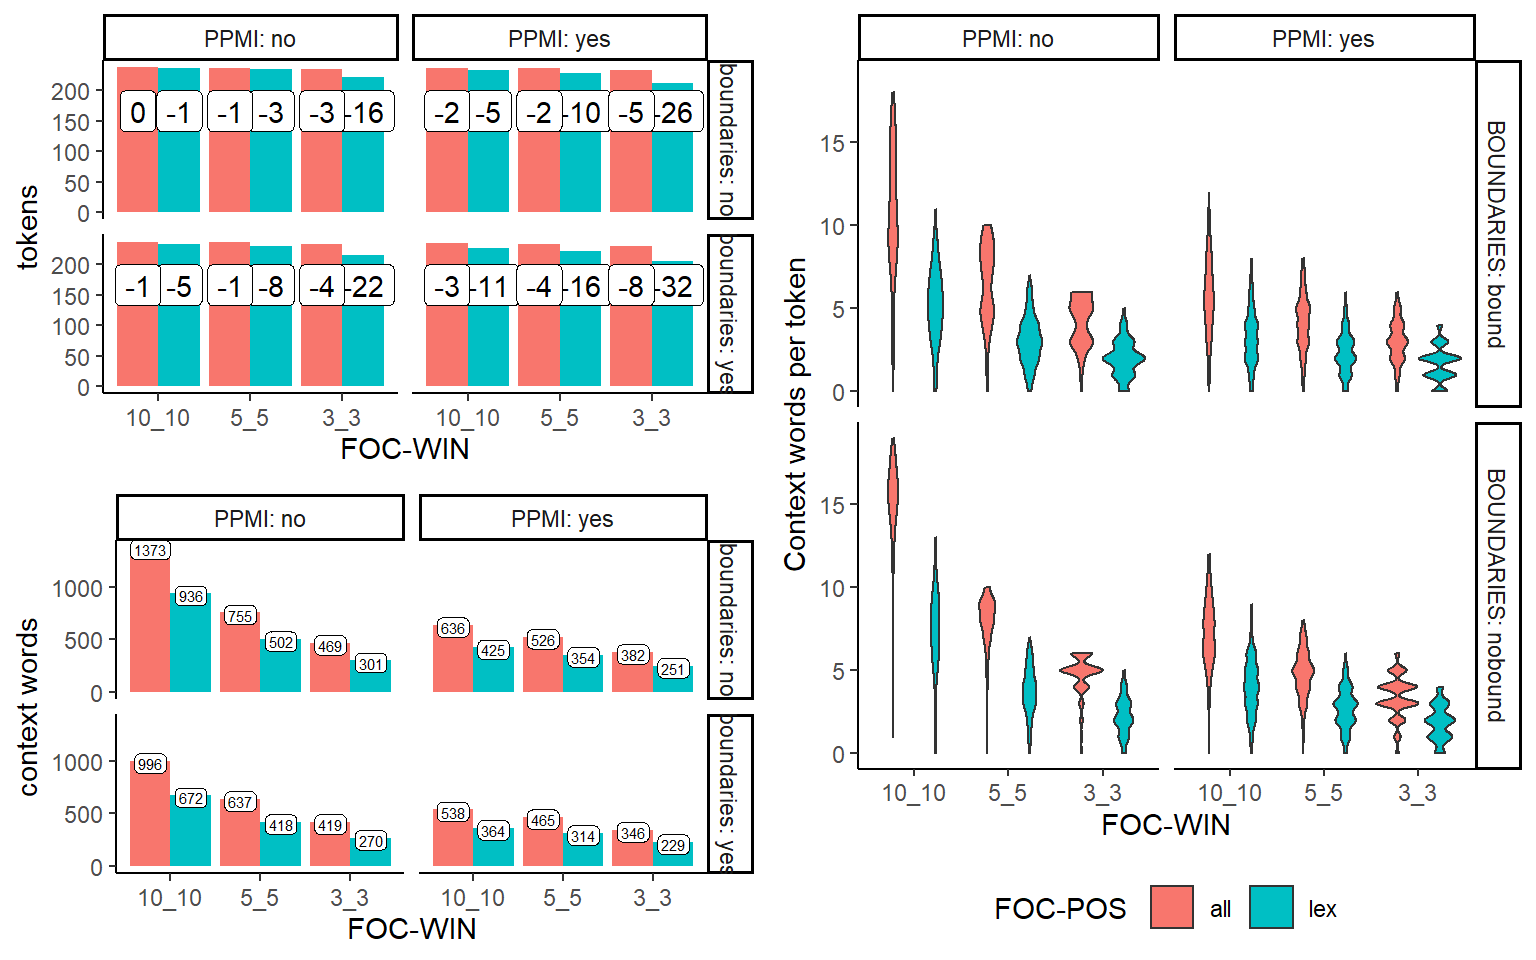 PPMI: no PPMI: yes
tokens
200
150
100
50
0
0 -1 -1 -3 -3 -16
-2 -5 -2 -10 -5 -26
boundaries: no
200
150
100
50
0
-1 -5 -1 -8 -4 -22
-3 -11 -4 -16 -8 -32
boundaries: yes
10_10 5_5 3_3 10_10 5_5 3_3
FOC-WIN
PPMI: no PPMI: yes
context words
1000
500
0
1373 936 755 502 469 301
636 425 526 354 382 251
boundaries: no
1000
500
0
996 672 637 418 419 270
538 364 465 314 346 229
boundaries: yes
10_10 5_5 3_3 10_10 5_5 3_3
FOC-WIN
PPMI: no PPMI: yes
Context words per token
15
10
5
0
BOUNDARIES: bound
15
10
5
0
BOUNDARIES: nobound
10_10 5_5 3_3 10_10 5_5 3_3
FOC-WIN
FOC-POS all lex